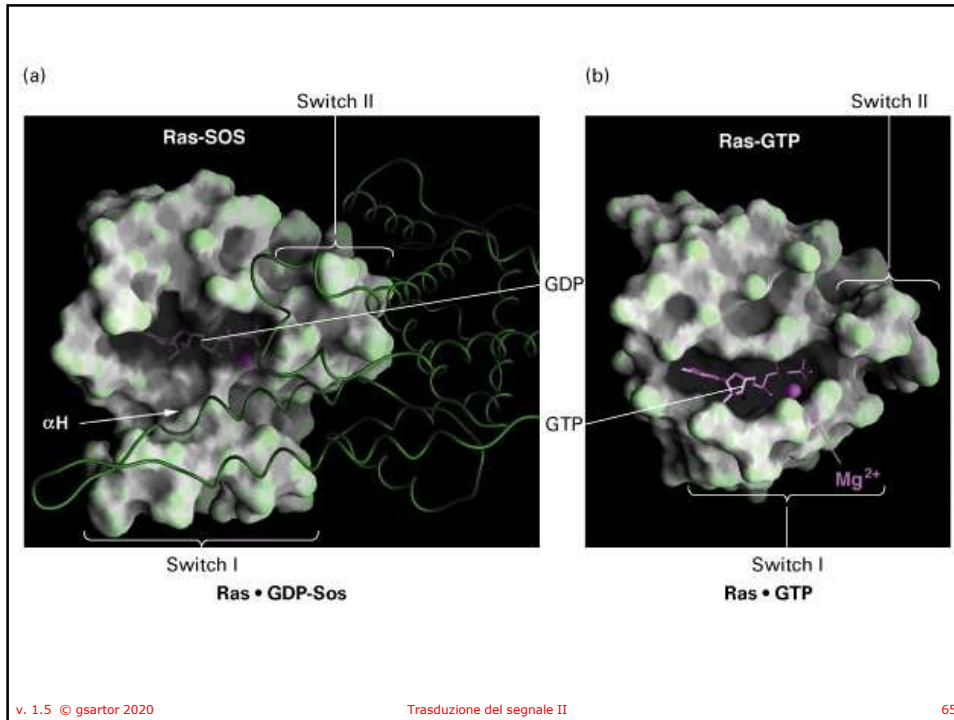 (a)
Switch II
Ras-SOS
GDP
GTP
αH
Switch I
Ras • GDP-Sos
(b)
Switch II
Ras-GTP
Mg2+
Switch I
Ras • GTP
v. 1.5 © gsartor 2020
Trasduzione del segnale II
65